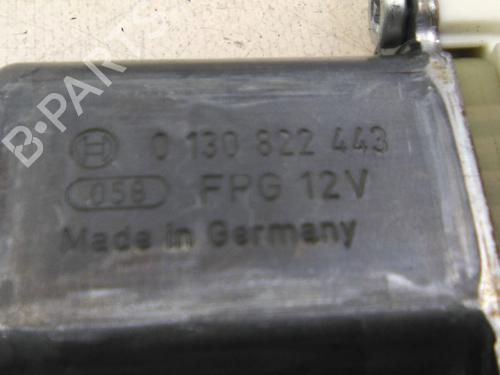 B-PARTS
0 130 822 443
058 FPG 12V
Made in Germany